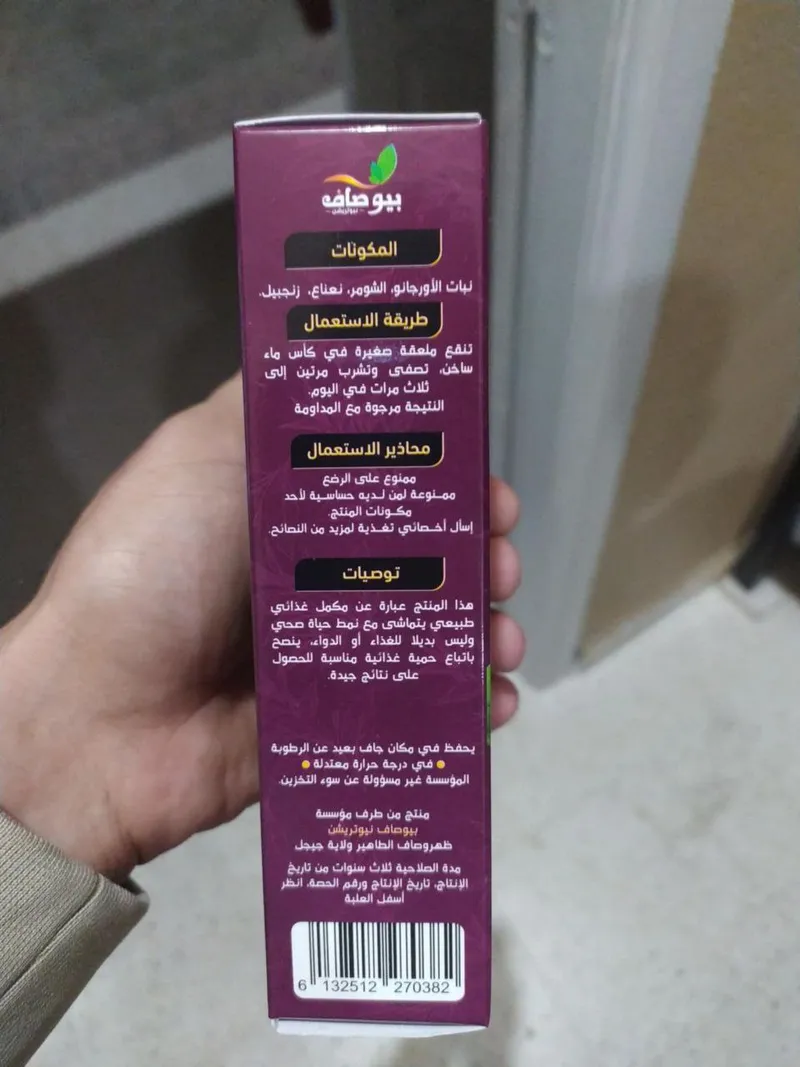 بيوصاف
نيوتريشن
المكونات
نبات الأورجانو، الشومر، نعناع، زنجبيل.
طريقة الاستعمال
تنقع ملعقة صغيرة في كأس ماء
ساخن، تصفى وتشرب مرتين إلى
ثلاث مرات في اليوم.
النتيجة مرجوة مع المداومة
محاذير الاستعمال
ممنوع على الرضع
ممنوعة لمن لديه حساسية لأحد
مكونات المنتج.
إسأل أخصائي تغذية لمزيد من النصائح.
توصيات
هذا المنتج عبارة عن مكمل غذائي
طبيعي يتماشى مع نمط حياة صحي
وليس بديلا للغذاء أو الدواء، ينصح
باتباع حمية غذائية مناسبة للحصول
على نتائج جيدة.
يحفظ في مكان جاف بعيد عن الرطوبة
في درجة حرارة معتدلة
المؤسسة غير مسؤولة عن سوء التخزين.
منتج من طرف مؤسسة
بيوصاف نيوتريشن
ظهروصاف الطاهير ولاية جيجل
مدة الصلاحية ثلاث سنوات من تاريخ
الإنتاج، تاريخ الإنتاج ورقم الحصة، انظر
أسفل العلبة
6 132512 270382